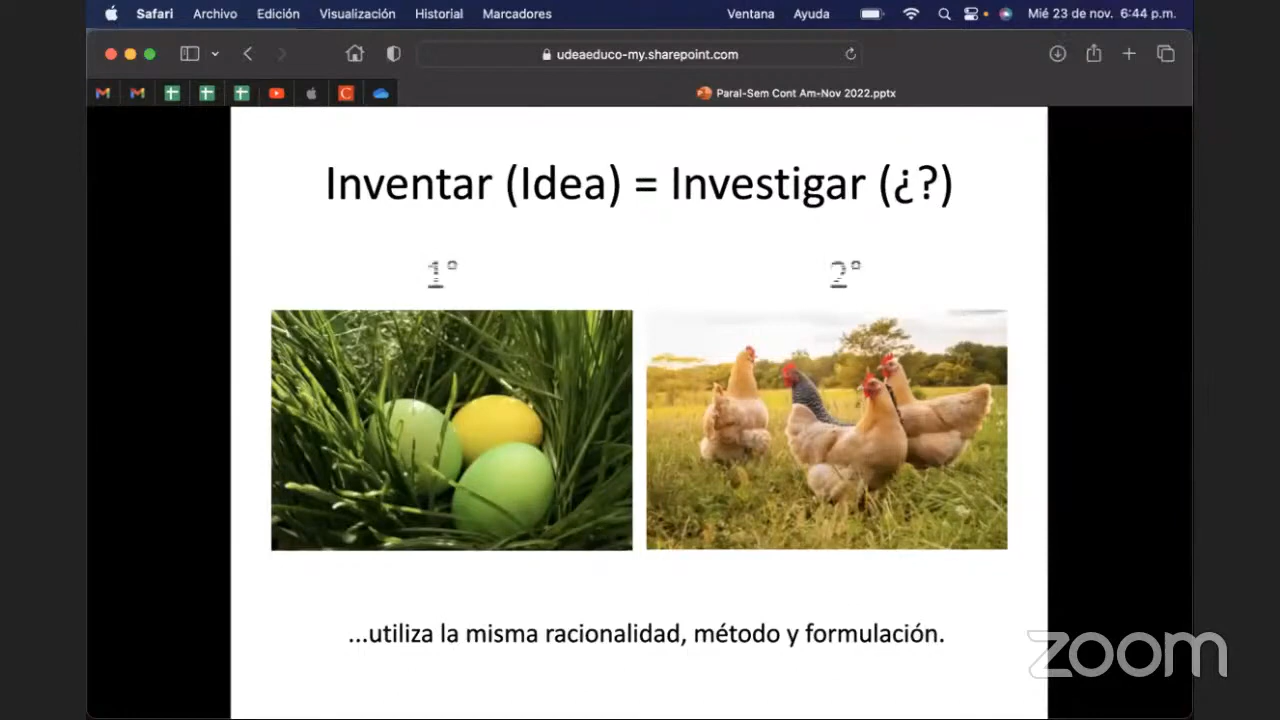 Safari Archivo Edición Visualización Historial Marcadores Ventana Ayuda Mié 23 de nov. 6:44 p.m.
udeaeduco-my.sharepoint.com
Paral-Sem Cont Am-Nov 2022.pptx
Inventar (Idea) = Investigar (¿?)
1° 2°
...utiliza la misma racionalidad, método y formulación.
zoom